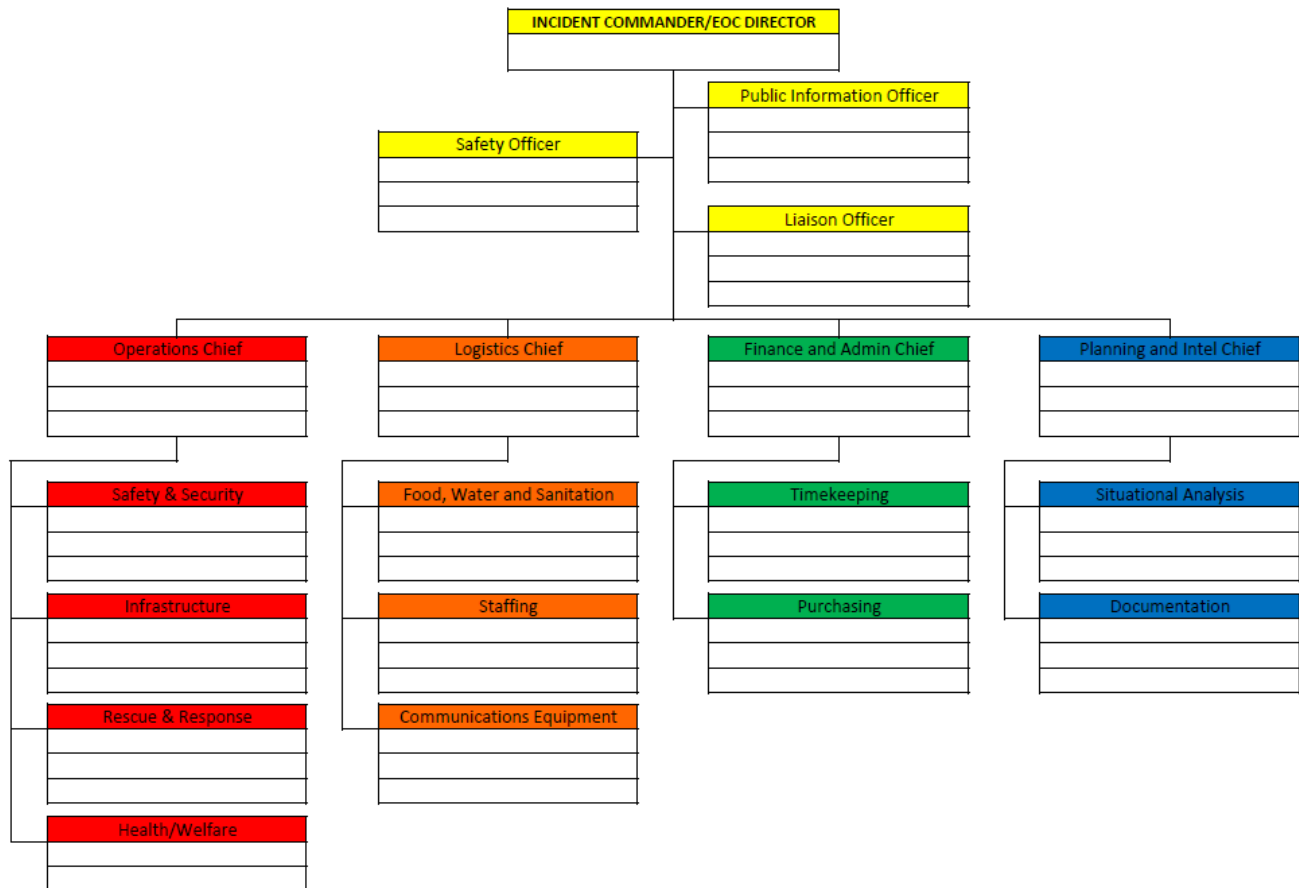 INCIDENT COMMANDER/EOC DIRECTOR
Public Information Officer
Safety Officer
Liaison Officer
Operations Chief
Logistics Chief
Finance and Admin Chief
Planning and Intel Chief
Safety & Security
Food, Water and Sanitation
Timekeeping
Situational Analysis
Infrastructure
Staffing
Purchasing
Documentation
Rescue & Response
Communications Equipment
Health/Welfare